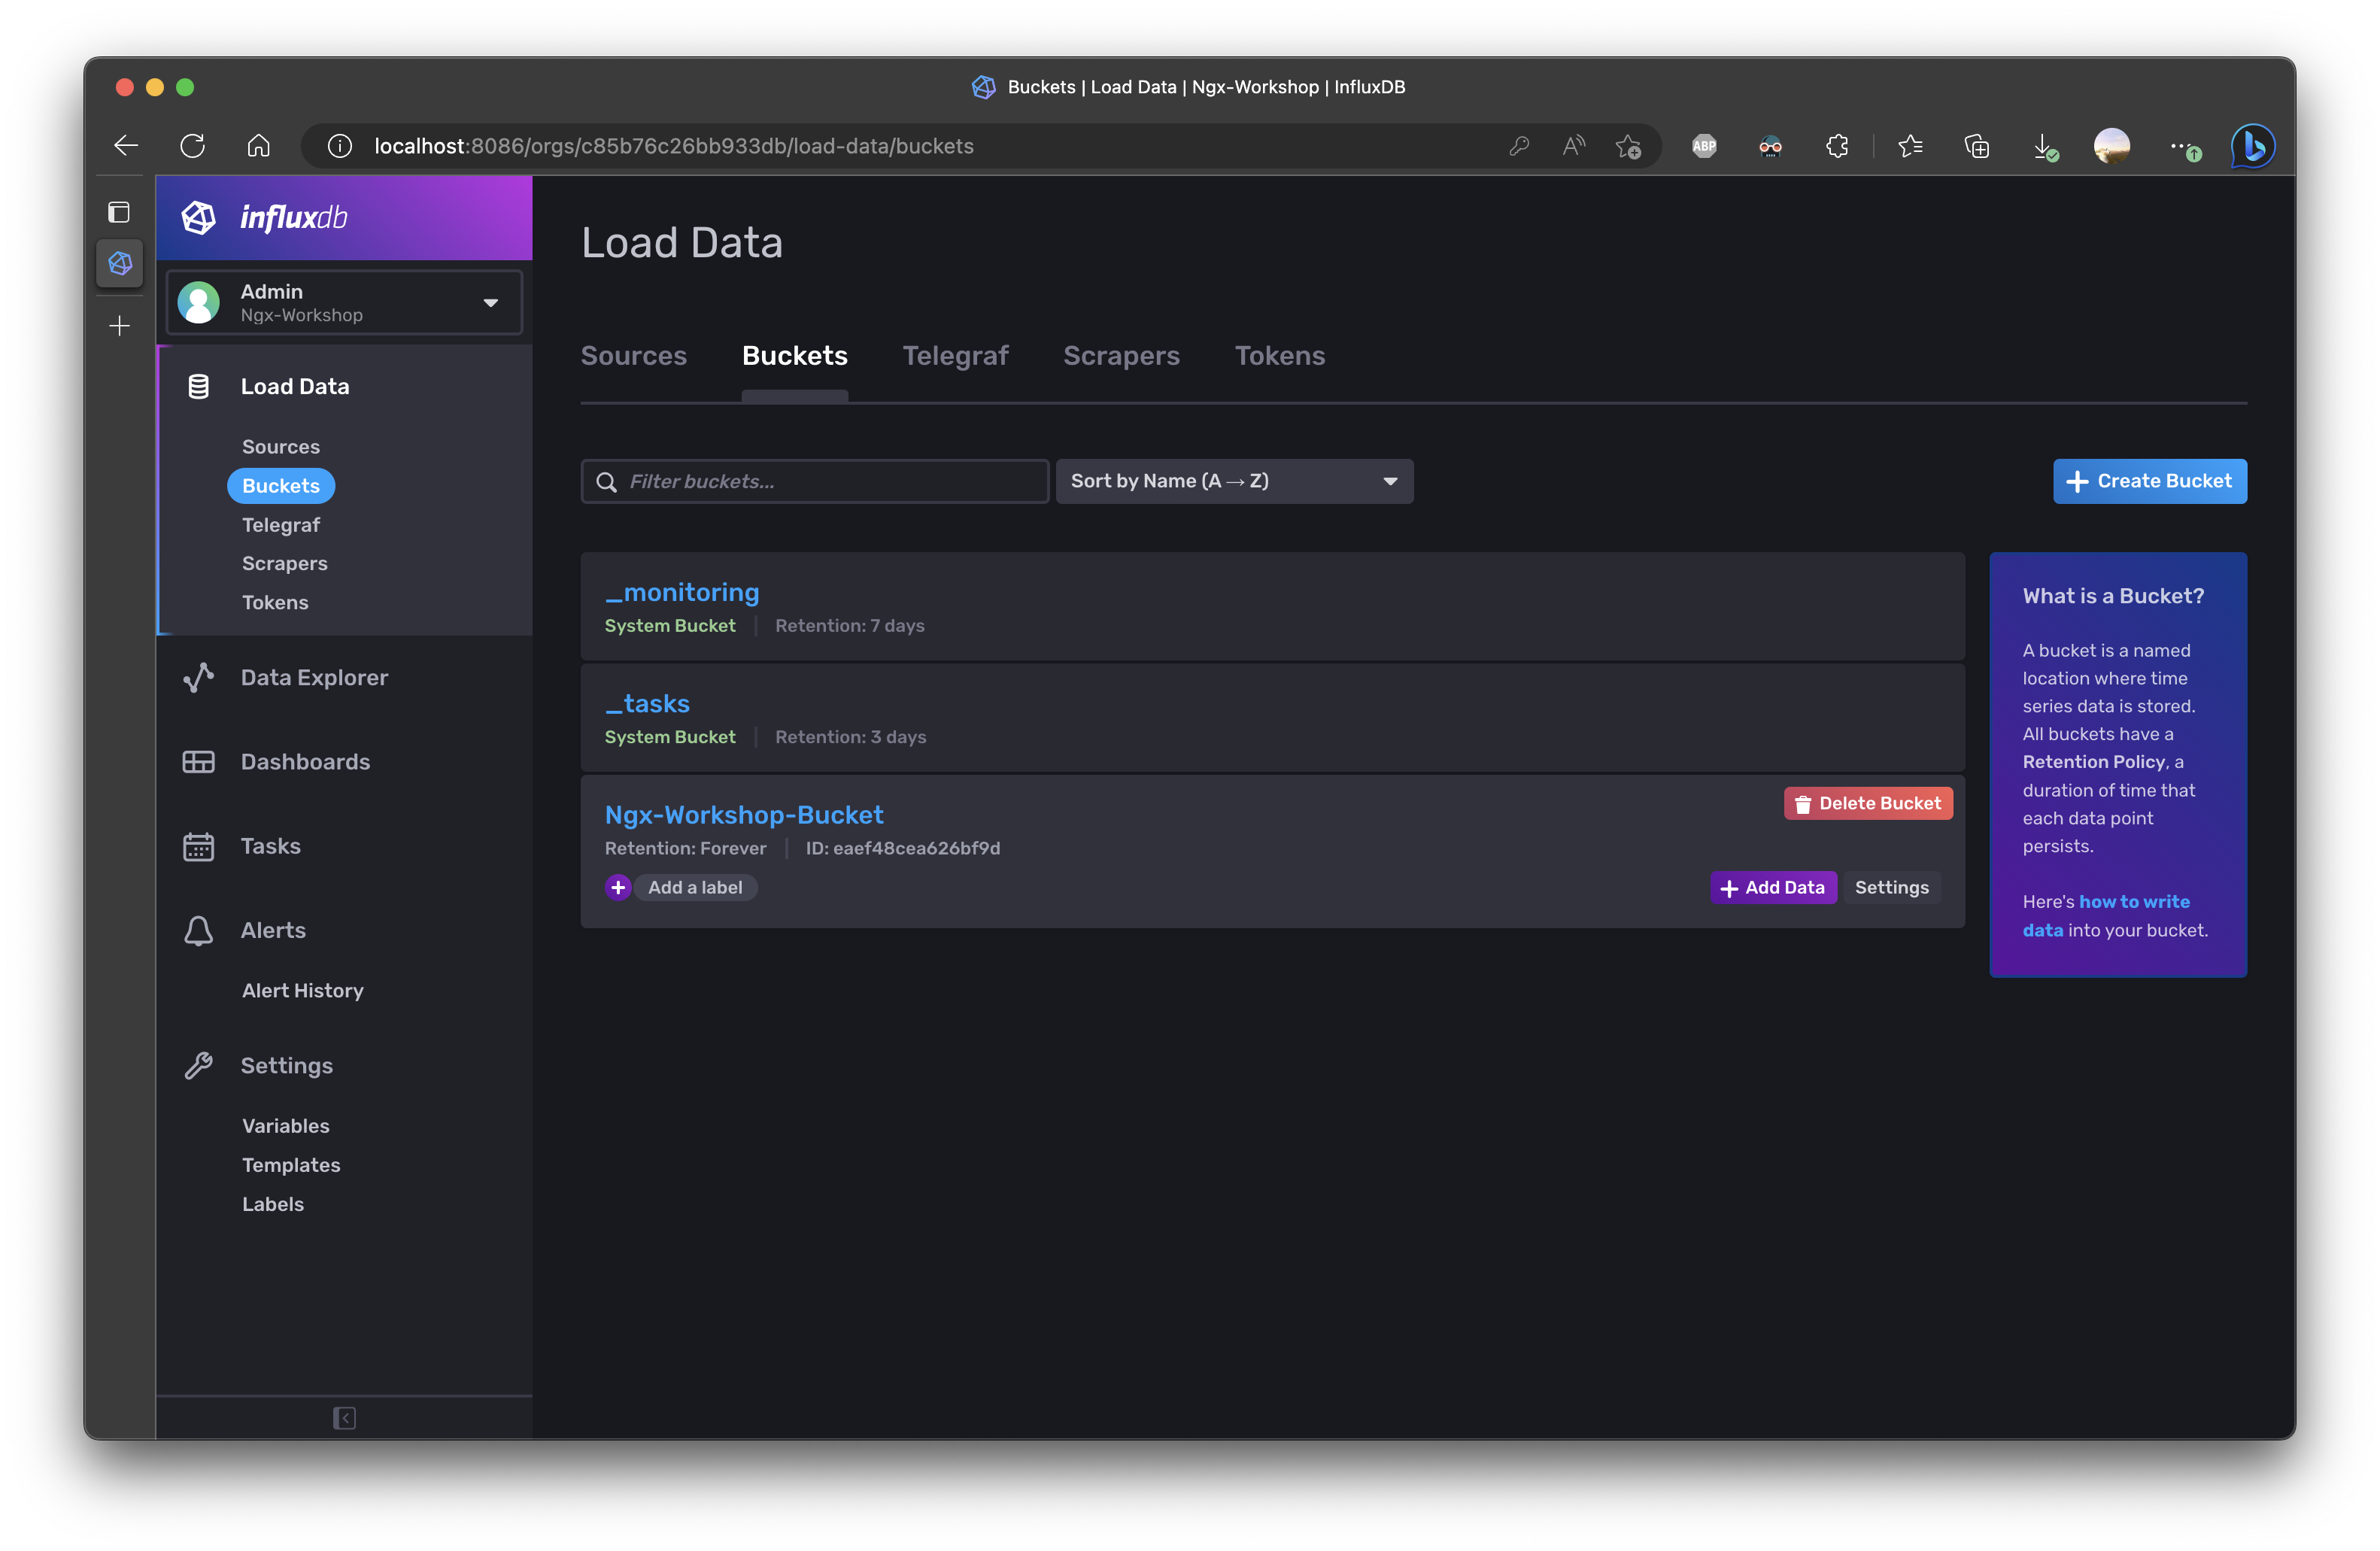 Buckets | Load Data | Ngx-Workshop | InfluxDB
localhost:8086/orgs/c85b76c26bb933db/load-data/buckets
ABP
influxdb
Admin
Ngx-Workshop
Load Data
Sources
Buckets
Telegraf
Scrapers
Tokens
Data Explorer
Dashboards
Tasks
Alerts
Alert History
Settings
Variables
Templates
Labels
Load Data
Sources Buckets Telegraf Scrapers Tokens
Filter buckets...
Sort by Name (A → Z)
Create Bucket
_monitoring
System Bucket Retention: 7 days
_tasks
System Bucket Retention: 3 days
Ngx-Workshop-Bucket
Delete Bucket
Retention: Forever ID: eaef48cea626bf9d
Add a label
Add Data Settings
What is a Bucket?
A bucket is a named
location where time
series data is stored.
All buckets have a
Retention Policy, a
duration of time that
each data point
persists.
Here's how to write
data into your bucket.